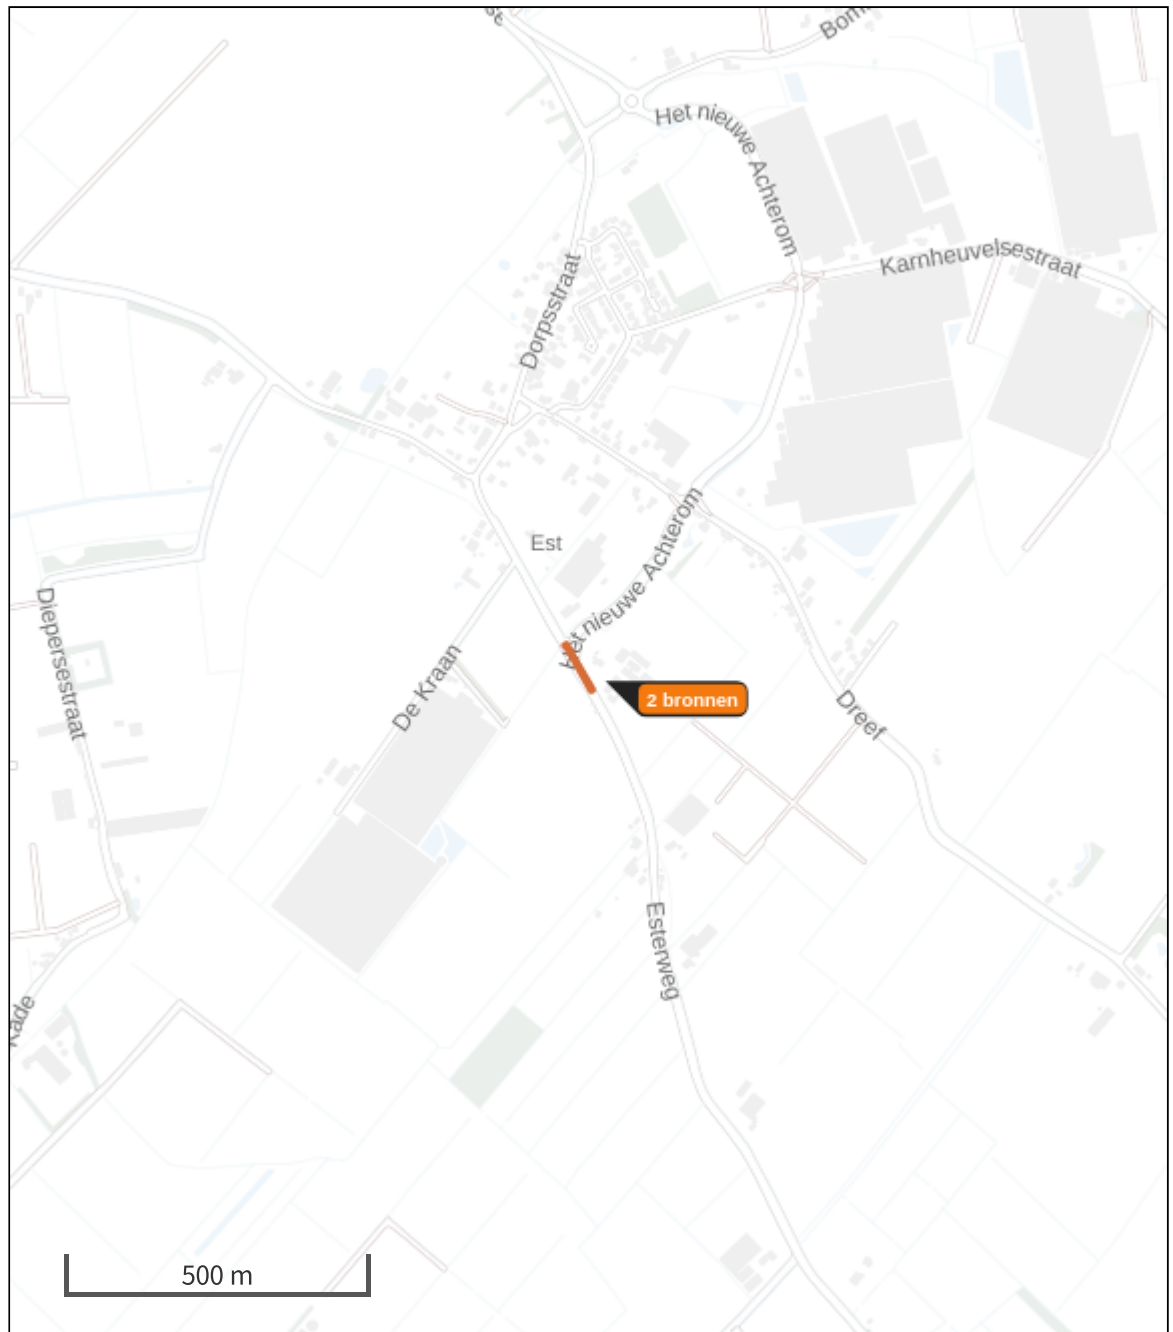 Bom
Het nieuwe Achterom
Karnheuvelsestraat
Dorpsstraat
Est
Het nieuwe Achterom
Diepersestraat
De Kraan
2 bronnen
Dreef
Esterweg
Kade
500 m